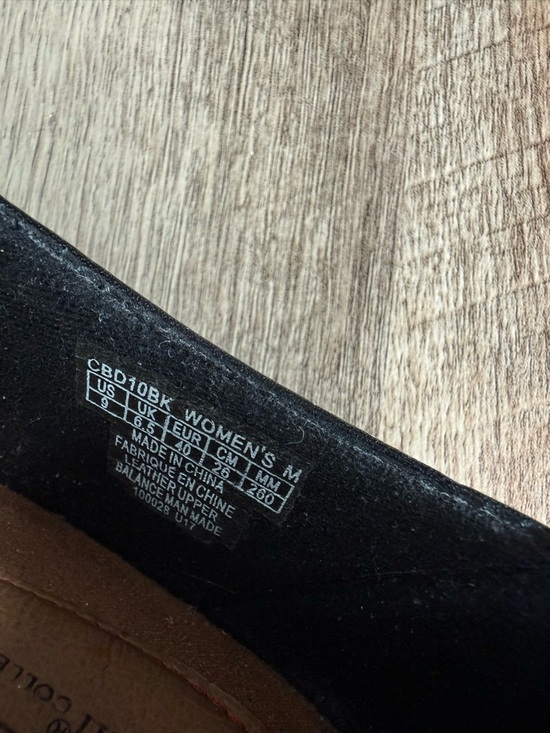 CBD10BK WOMEN'S M
US UK EUR CM MM
9 6.5 40 26 260
MADE IN CHINA
FABRIQUE EN CHINE
LEATHER UPPER
BALANCE MAN MADE
100028 U1
®